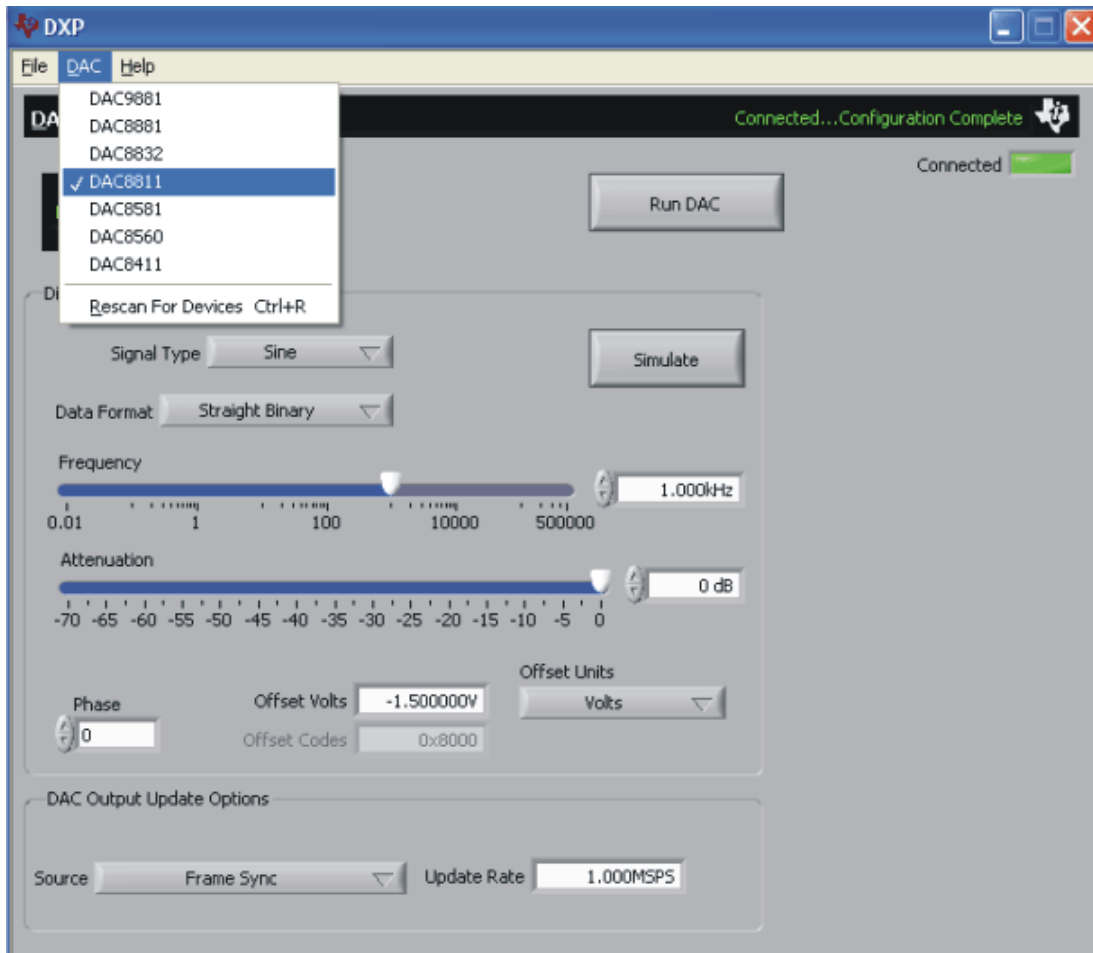 DXP
File DAC Help
DAC9881
DAC8881
DAC8832
DAC8811
DAC8581
DAC8560
DAC8411
Rescan For Devices Ctrl+R
DA
Connected...Configuration Complete
Connected
Run DAC
Di
Signal Type Sine
Simulate
Data Format Straight Binary
Frequency
1.000kHz
0.01 1 100 10000 500000
Attenuation
0 dB
-70 -65 -60 -55 -50 -45 -40 -35 -30 -25 -20 -15 -10 -5 0
Offset Units
Phase
Offset Volts -1.500000V Volts
0
Offset Codes 0x8000
DAC Output Update Options
Source Frame Sync Update Rate 1.000MSPS